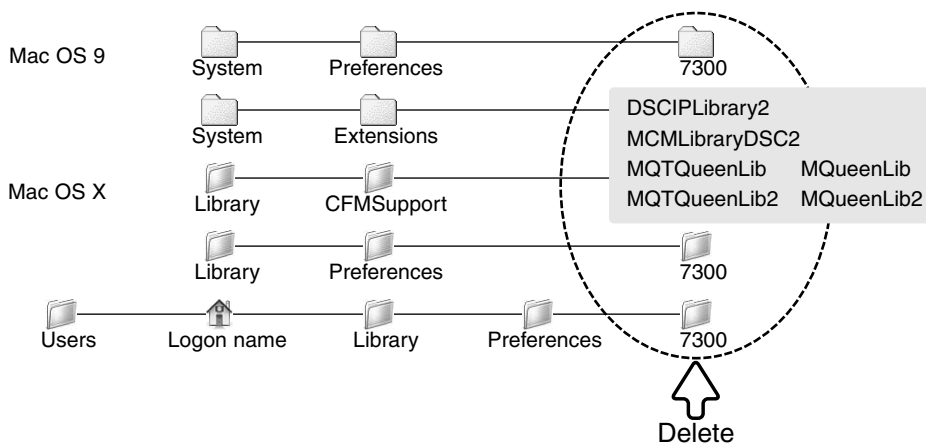 Mac OS 9
System Preferences 7300
System Extensions
DSCIPLibrary2
MCMLibraryDSC2
MQTQueenLib MQueenLib
MQTQueenLib2 MQueenLib2
Mac OS X
Library CFMSupport
Library Preferences 7300
Users Logon name Library Preferences 7300
Delete